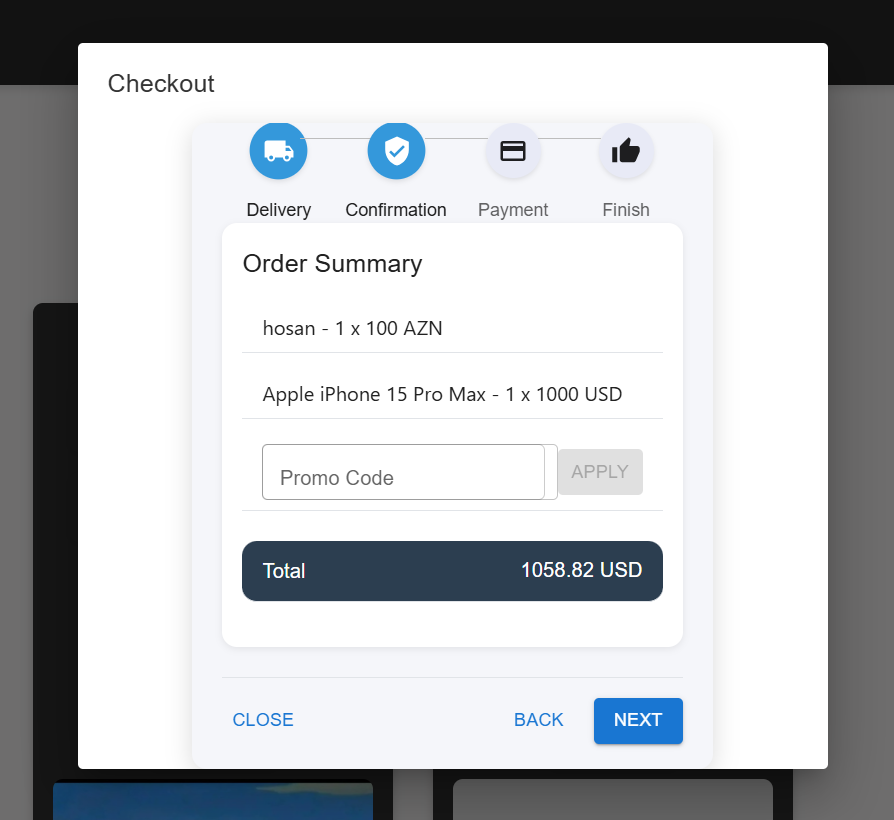 Checkout
Delivery Confirmation Payment Finish
Order Summary
hosan - 1 x 100 AZN
Apple iPhone 15 Pro Max - 1 x 1000 USD
Promo Code APPLY
Total 1058.82 USD
CLOSE BACK NEXT